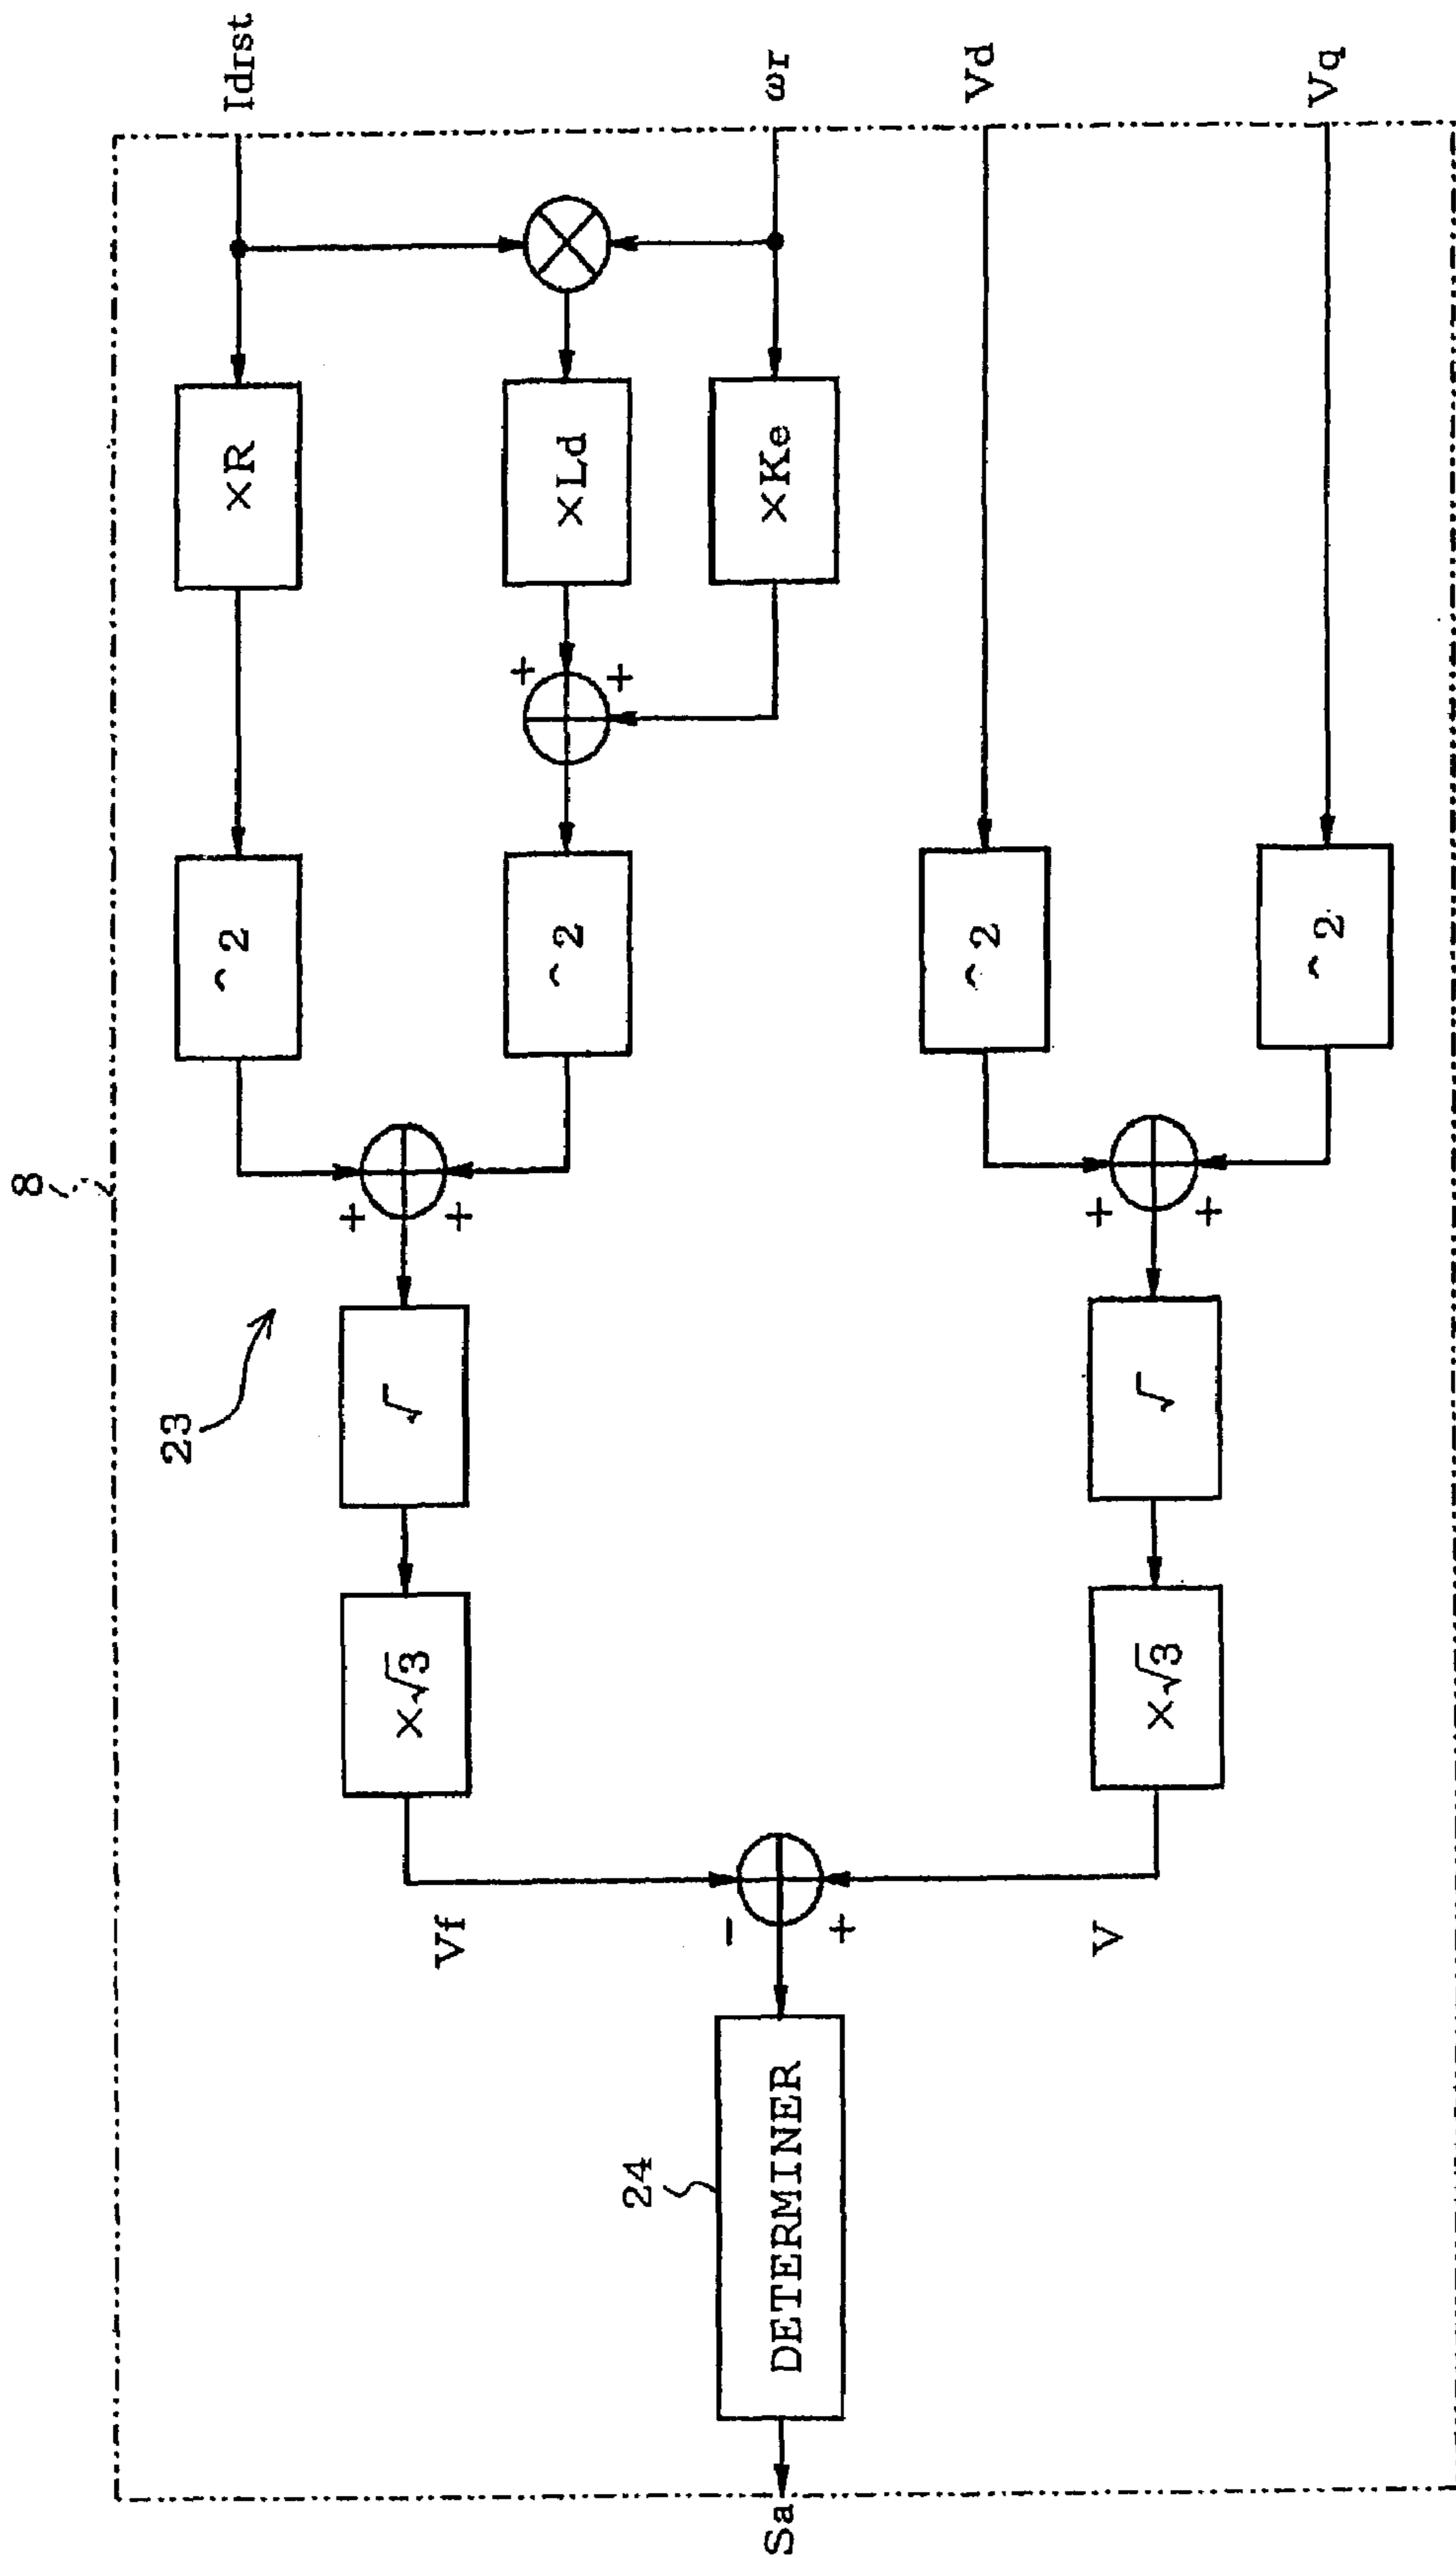 8
Idrst
ωr
Vd
Vq
×R
×Ld
×Ke
+
+
^2
^2
^2
^2
+
+
+
+
23
√
√
×√3
×√3
Vf
V
-
+
24
DETERMINER
Sa